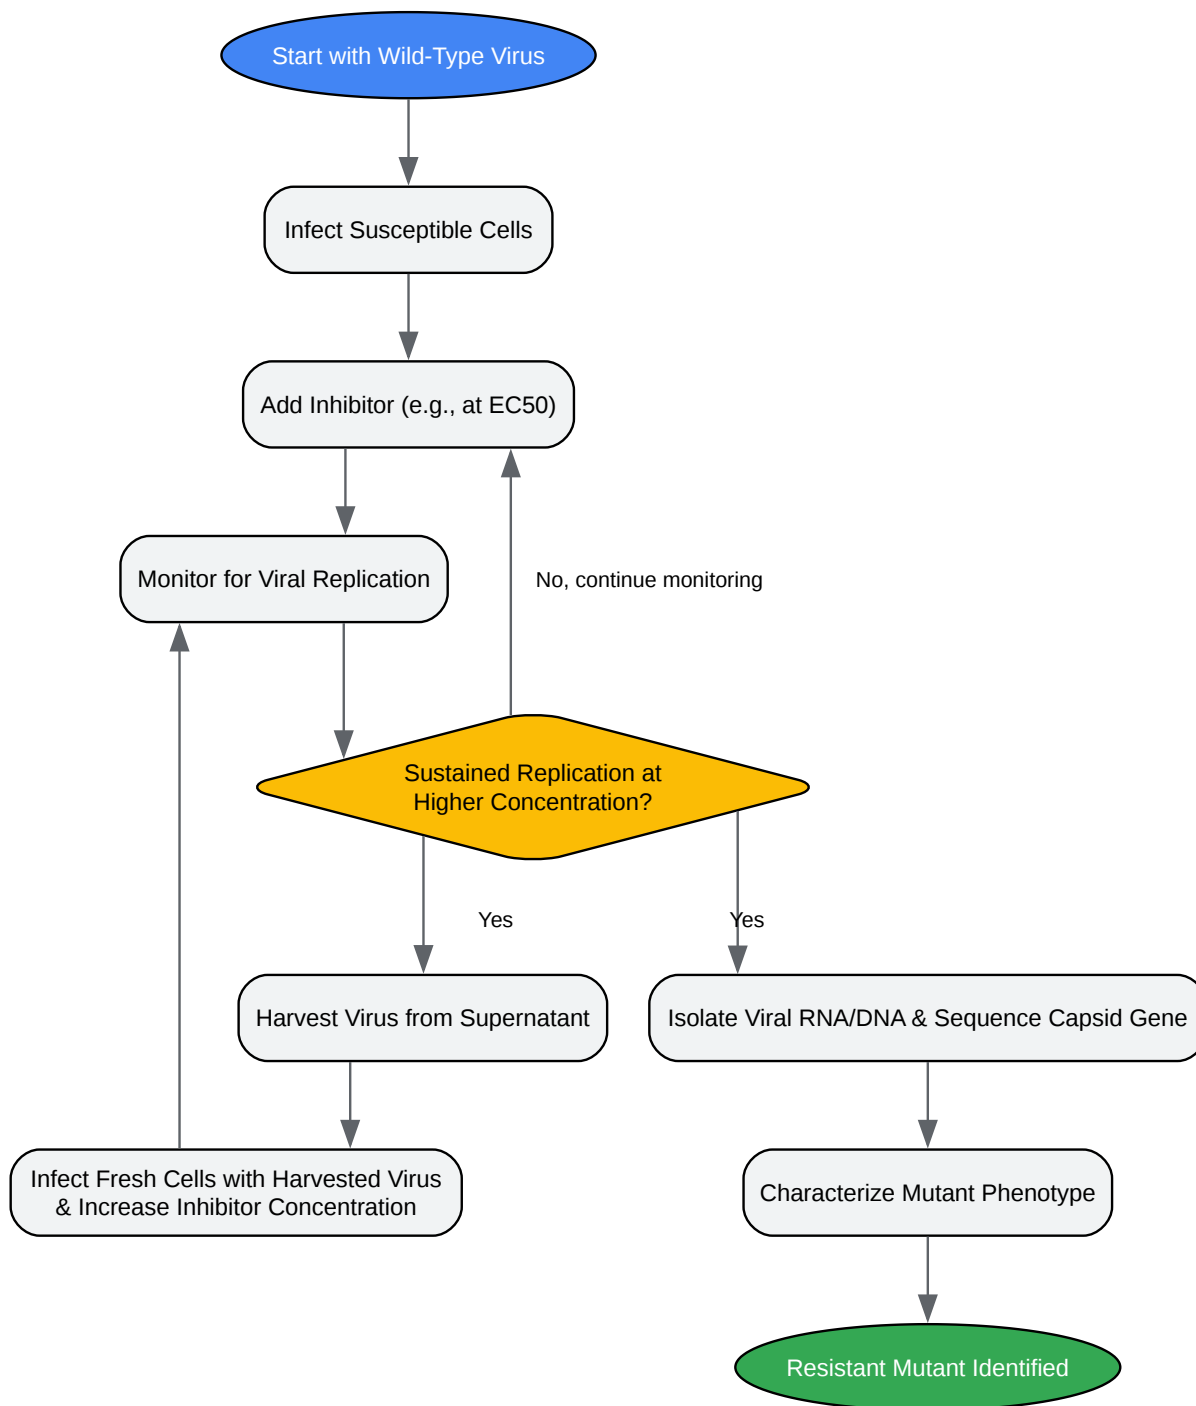 Start with Wild-Type Virus
Infect Susceptible Cells
Add Inhibitor (e.g., at EC50)
Monitor for Viral Replication
No, continue monitoring
Sustained Replication at
Higher Concentration?
Yes
Yes
Harvest Virus from Supernatant
Isolate Viral RNA/DNA & Sequence Capsid Gene
Infect Fresh Cells with Harvested Virus
& Increase Inhibitor Concentration
Characterize Mutant Phenotype
Resistant Mutant Identified